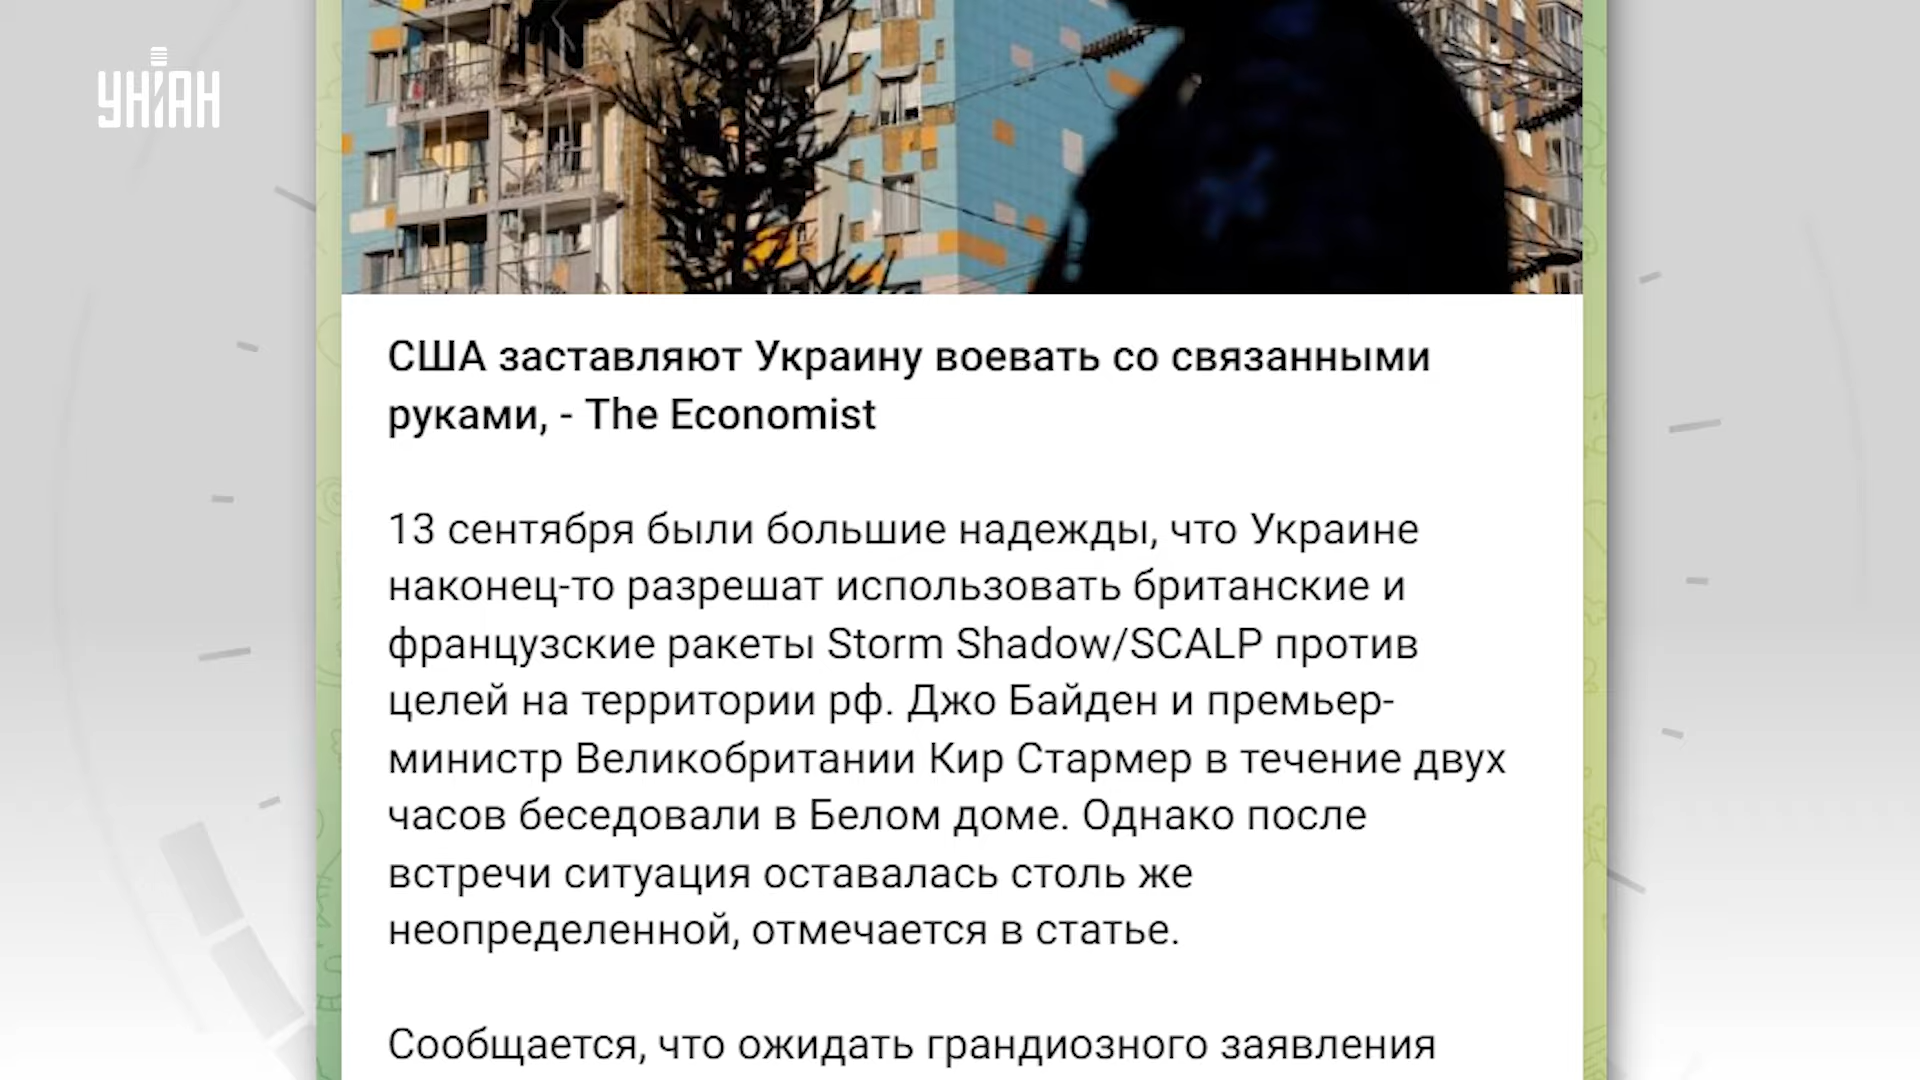 УНІАН
США заставляют Украину воевать со связанными
руками, - The Economist
13 сентября были большие надежды, что Украине
наконец-то разрешат использовать британские и
французские ракеты Storm Shadow/SCALP против
целей на территории рф. Джо Байден и премьер-
министр Великобритании Кир Стармер в течение двух
часов беседовали в Белом доме. Однако после
встречи ситуация оставалась столь же
неопределенной, отмечается в статье.
Сообщается, что ожидать грандиозного заявления